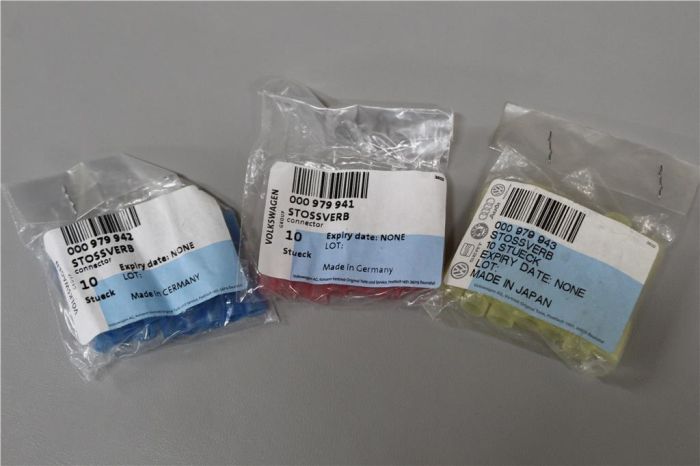 000 979 942
STOSSVERB
connector
10
Stueck
Expiry date: NONE
LOT:
Made in GERMANY
VOLKSWAGEN
GROUP
000 979 941
STOSSVERB
connector
10
Stueck
Expiry date: NONE
LOT:
Made in Germany
Audi
000 979 943
STOSSVERB
10 STUECK
EXPIRY DATE: NONE
LOT:
MADE IN JAPAN